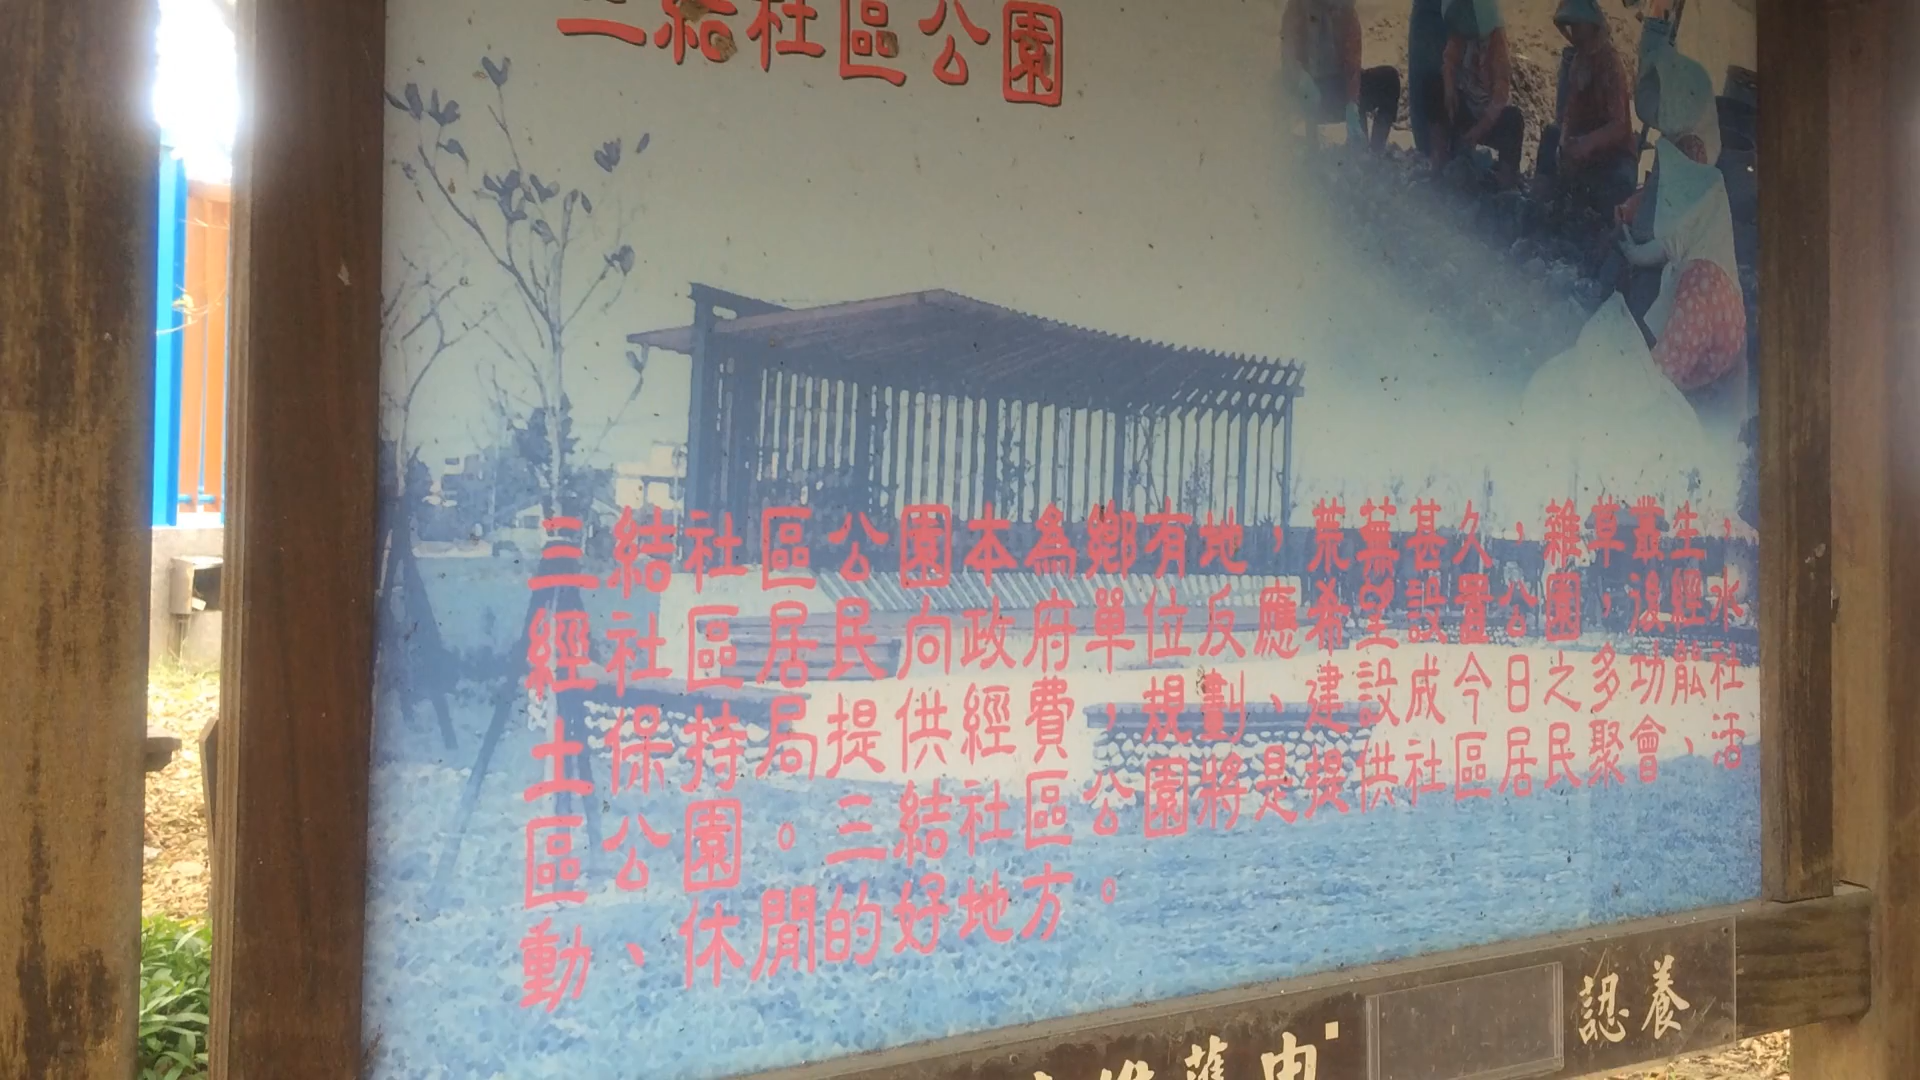 三結社區公園
三結社區公園本為鄉有地，荒蕪甚久，雜草叢生，
經社區居民向政府單位反應希望設置公園，後經水
土保持局提供經費，規劃、建設成今日之多功能社
區公園。三結社區公園將是提供社區居民聚會、活
動、休閒的好地方。
認養